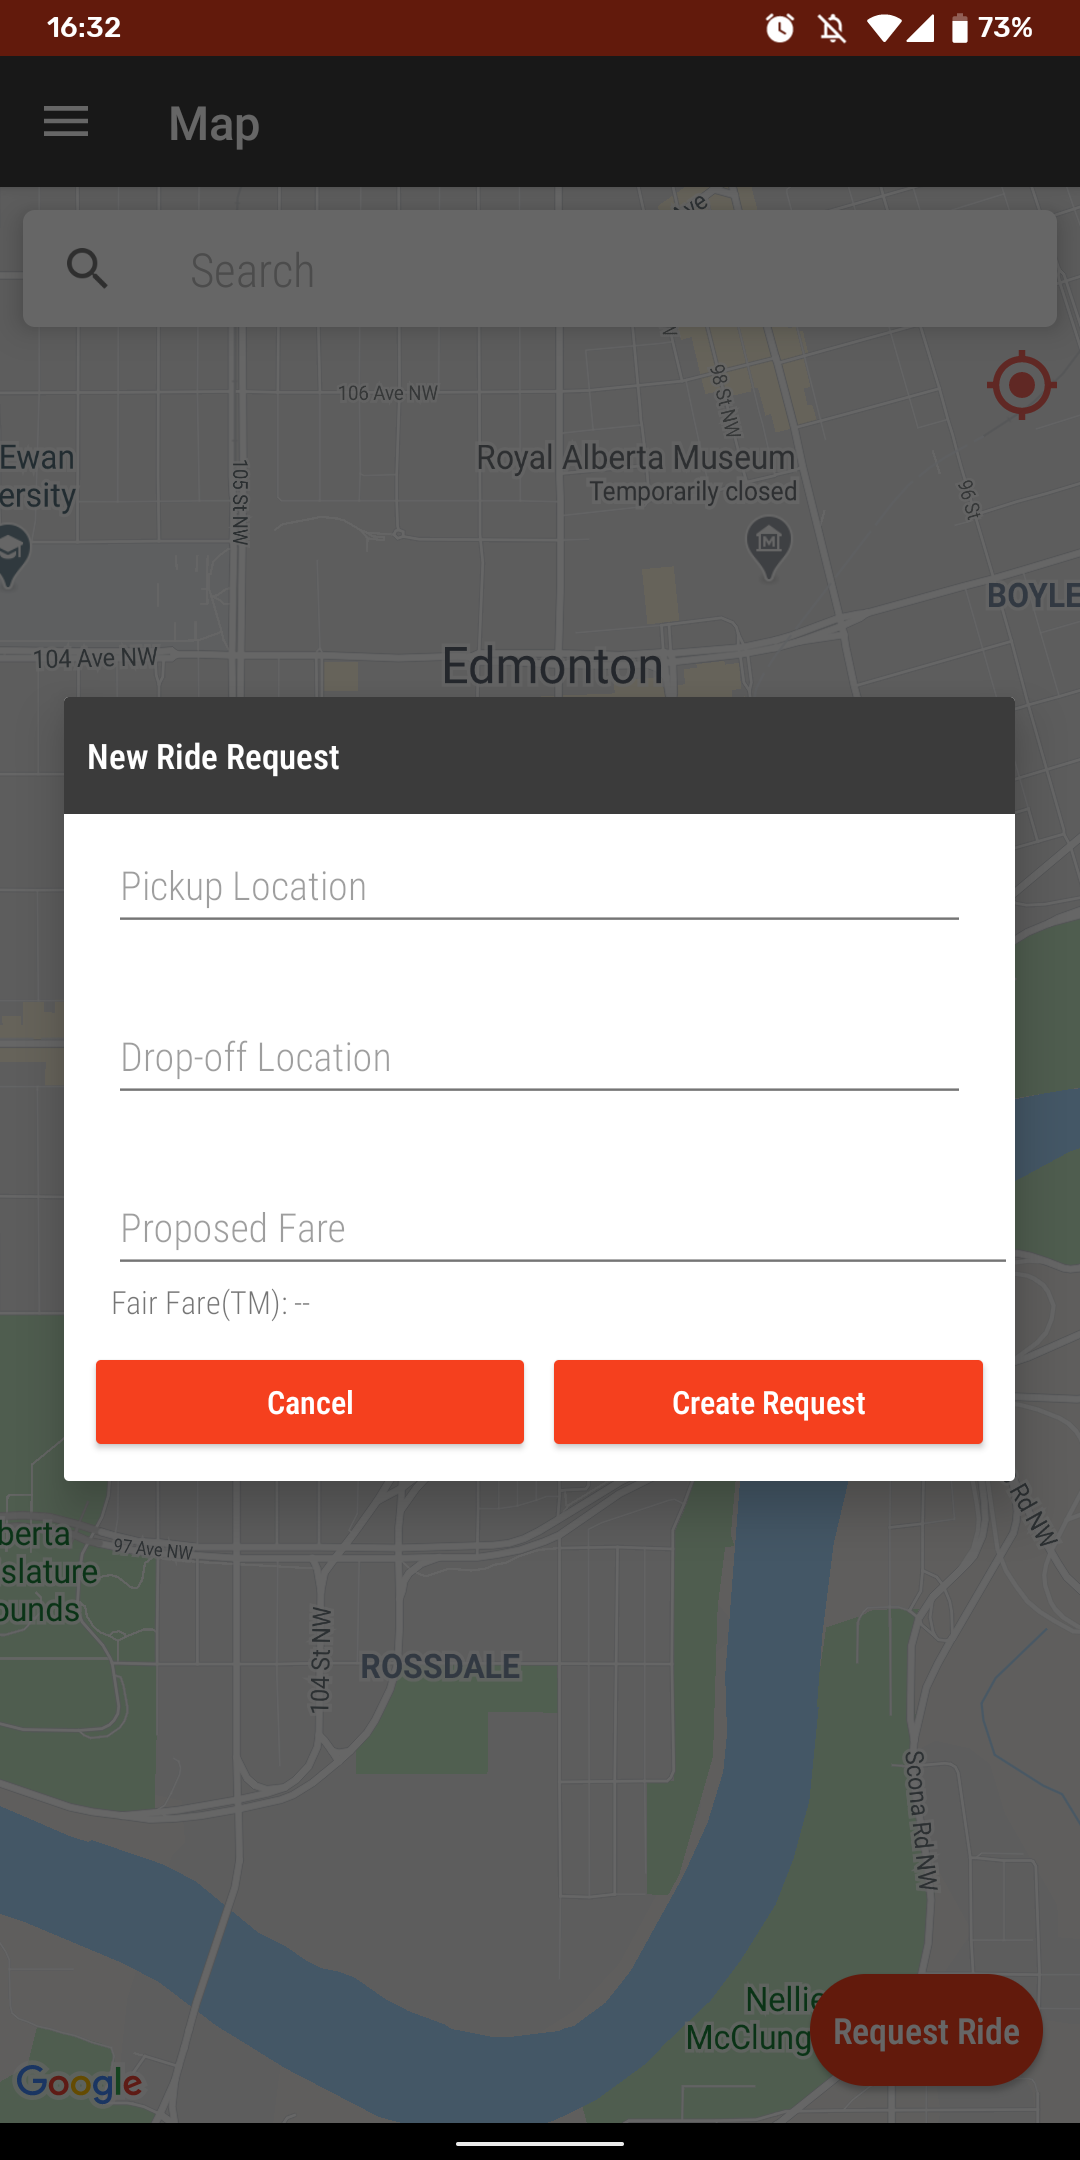 16:32
73%
Map
Ave
Search
106 Ave NW
98 St NW
Ewan
ersity
105 St NW
Royal Alberta Museum
Temporarily closed
96 St
BOYLE
104 Ave NW
Edmonton
New Ride Request
Pickup Location
Drop-off Location
Proposed Fare
Fair Fare(TM): --
Cancel
Create Request
Rd NW
berta
slature
ounds
97 Ave NW
104 St NW
ROSSDALE
Scona Rd NW
Nellie
McClung
Request Ride
Google